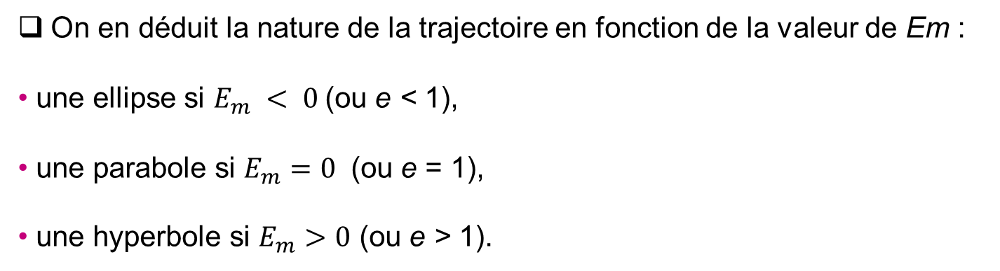 ❑ On en déduit la nature de la trajectoire en fonction de la valeur de Em :
• une ellipse si 𝐸𝑚 < 0 (ou e < 1),
• une parabole si 𝐸𝑚 = 0 (ou e = 1),
• une hyperbole si 𝐸𝑚 > 0 (ou e > 1).